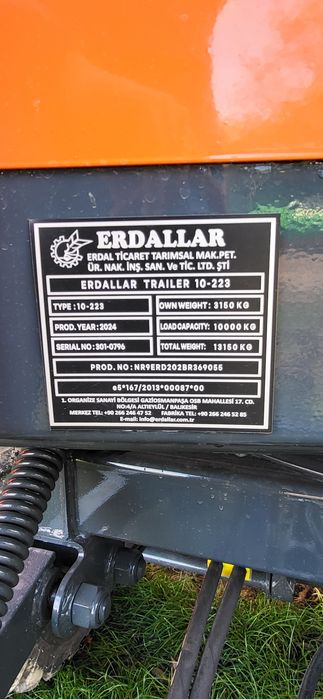 ERDALLAR
ERDAL TİCARET TARIMSAL MAK.PET.
ÜR. NAK. İNŞ. SAN. Ve TİC. LTD. ŞTİ
ERDALLAR TRAILER 10-223
TYPE : 10-223
OWN WEIGHT : 3150 KG
PROD. YEAR : 2024
LOAD CAPACITY : 10000 KG
SERIAL NO : 301-0796
TOTAL WEIGHT : 13150 KG
PROD. NO : NR9ERD202BR369055
e5*167/2013*00087*00
1. ORGANIZE SANAYİ BÖLGESİ GAZİOSMANPAŞA OSB MAHALLESİ 17. CD.
NO:4/A ALTIEYLÜL / BALIKESİR
MERKEZ TEL: +90 266 246 47 52 FABRİKA TEL: +90 266 246 52 85
E-mail: info@erdallar.com.tr